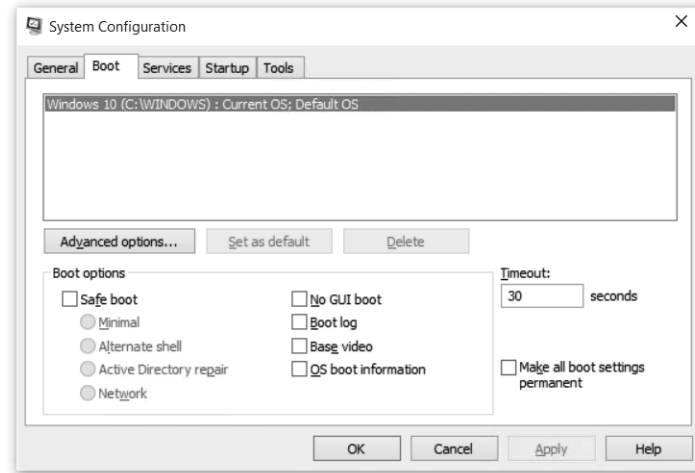 System Configuration
General Boot Services Startup Tools
Windows 10 (C:\WINDOWS) : Current OS; Default OS
Advanced options... Set as default Delete
Boot options
Timeout:
Safe boot
No GUI boot
30 seconds
Minimal
Boot log
Alternate shell
Base video
Active Directory repair
OS boot information
Make all boot settings
permanent
Network
OK Cancel Apply Help